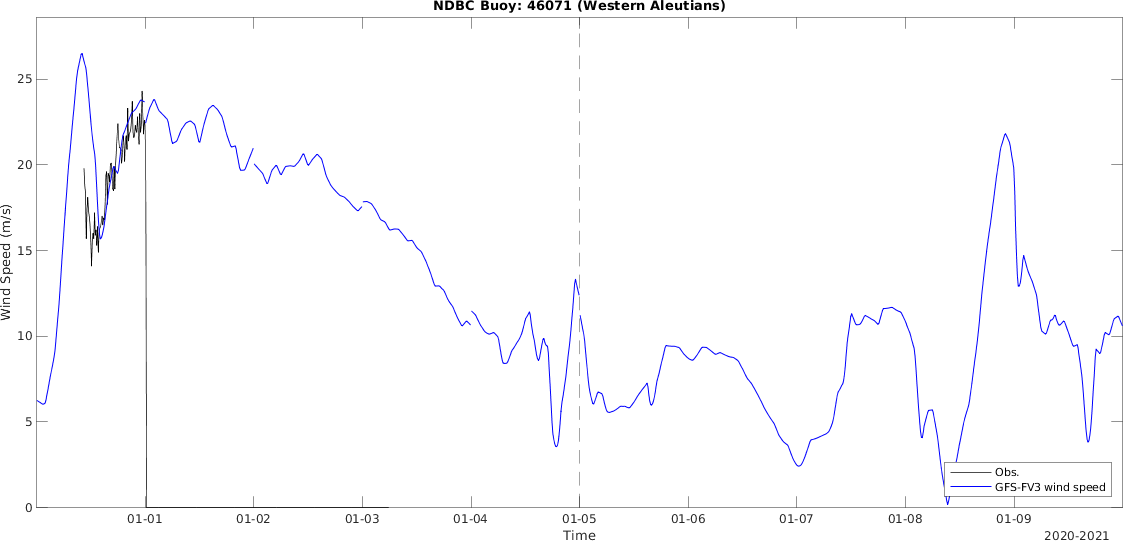 NDBC Buoy: 46071 (Western Aleutians)
Wind Speed (m/s)
25
20
15
10
5
0
01-01 01-02 01-03 01-04 01-05 01-06 01-07 01-08 01-09
Time
2020-2021
Obs.
GFS-FV3 wind speed